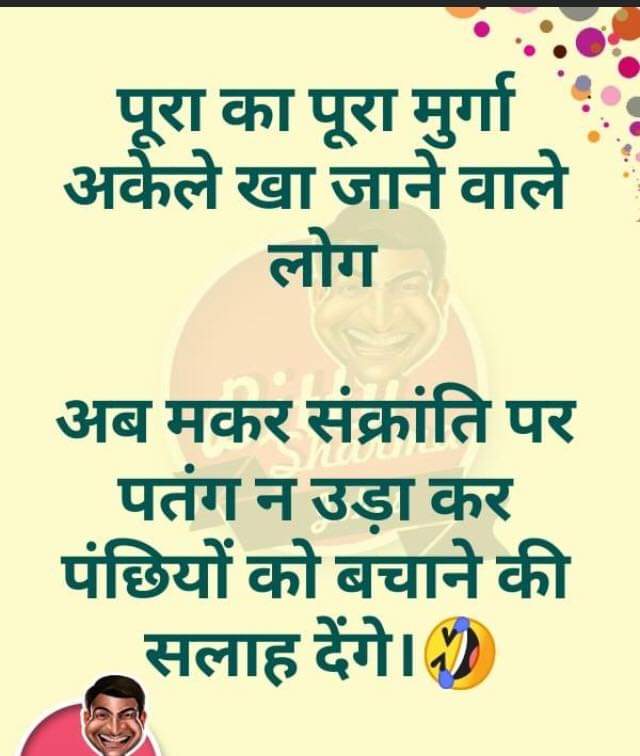 पूरा का पूरा मुर्गा
अकेले खा जाने वाले
लोग
अब मकर संक्रांति पर
पतंग न उड़ा कर
पंछियों को बचाने की
सलाह देंगे।🤣